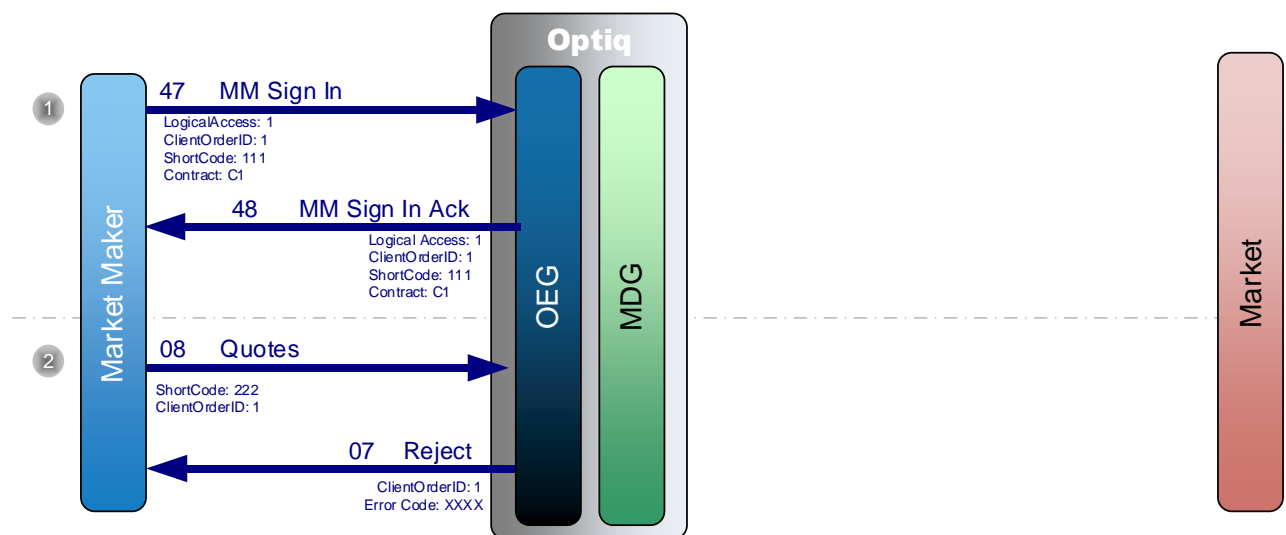 Optiq
1
47 MM Sign In
LogicalAccess: 1
ClientOrderID: 1
ShortCode: 111
Contract: C1
48 MM Sign In Ack
Logical Access: 1
ClientOrderID: 1
ShortCode: 111
Contract: C1
Market Maker
OEG
MDG
Market
2
08 Quotes
ShortCode: 222
ClientOrderID: 1
07 Reject
ClientOrderID: 1
Error Code: XXXX